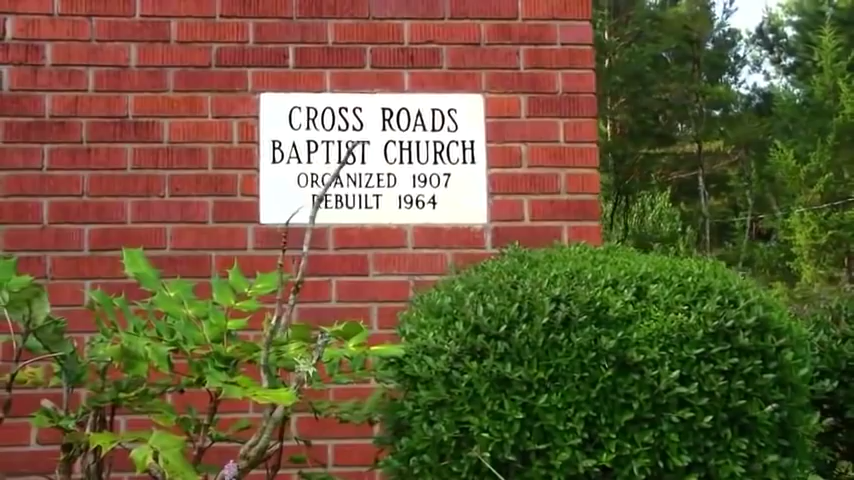 CROSS ROADS
BAPTIST CHURCH
ORGANIZED 1907
REBUILT 1964